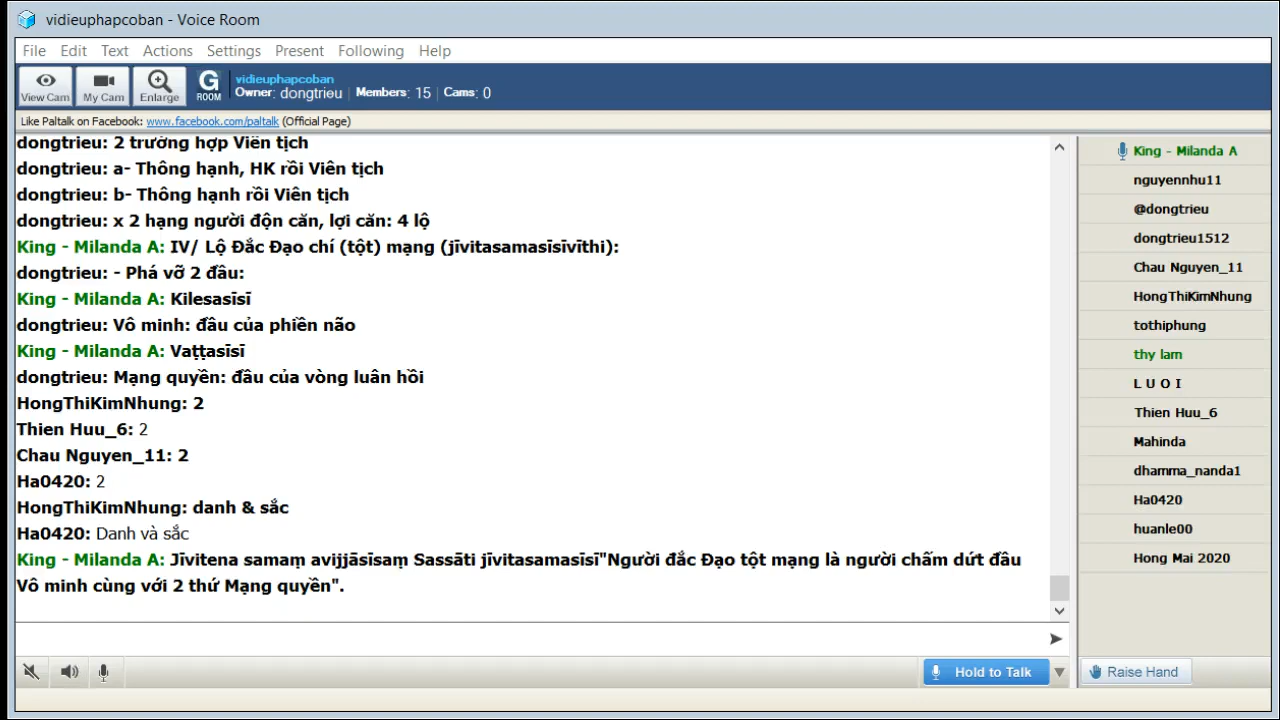 vidieuphapcoban - Voice Room
File Edit Text Actions Settings Present Following Help
View Cam My Cam Enlarge G ROOM vidieuphapcoban
Owner: dongtrieu | Members: 15 | Cams: 0
Like Paltalk on Facebook: www.facebook.com/paltalk (Official Page)
dongtrieu: 2 trường hợp Viên tịch
dongtrieu: a- Thông hạnh, HK rồi Viên tịch
dongtrieu: b- Thông hạnh rồi Viên tịch
dongtrieu: x 2 hạng người độn căn, lợi căn: 4 lộ
King - Milanda A: IV/ Lộ Đắc Đạo chí (tột) mạng (jīvitasamasīsīvīthi):
dongtrieu: - Phá vỡ 2 đầu:
King - Milanda A: Kilesasīsī
dongtrieu: Vô minh: đầu của phiền não
King - Milanda A: Vaṭṭasīsī
dongtrieu: Mạng quyền: đầu của vòng luân hồi
HongThiKimNhung: 2
Thien Huu_6: 2
Chau Nguyen_11: 2
Ha0420: 2
HongThiKimNhung: danh & sắc
Ha0420: Danh và sắc
King - Milanda A: Jīvitena samaṃ avijjāsīsaṃ Sassāti jīvitasamasīsī"Người đắc Đạo tột mạng là người chấm dứt đầu
Vô minh cùng với 2 thứ Mạng quyền".
King - Milanda A
nguyennhu11
@dongtrieu
dongtrieu1512
Chau Nguyen_11
HongThiKimNhung
tothiphung
thy lam
L U O I
Thien Huu_6
Mahinda
dhamma_nanda1
Ha0420
huanle00
Hong Mai 2020
Hold to Talk
Raise Hand